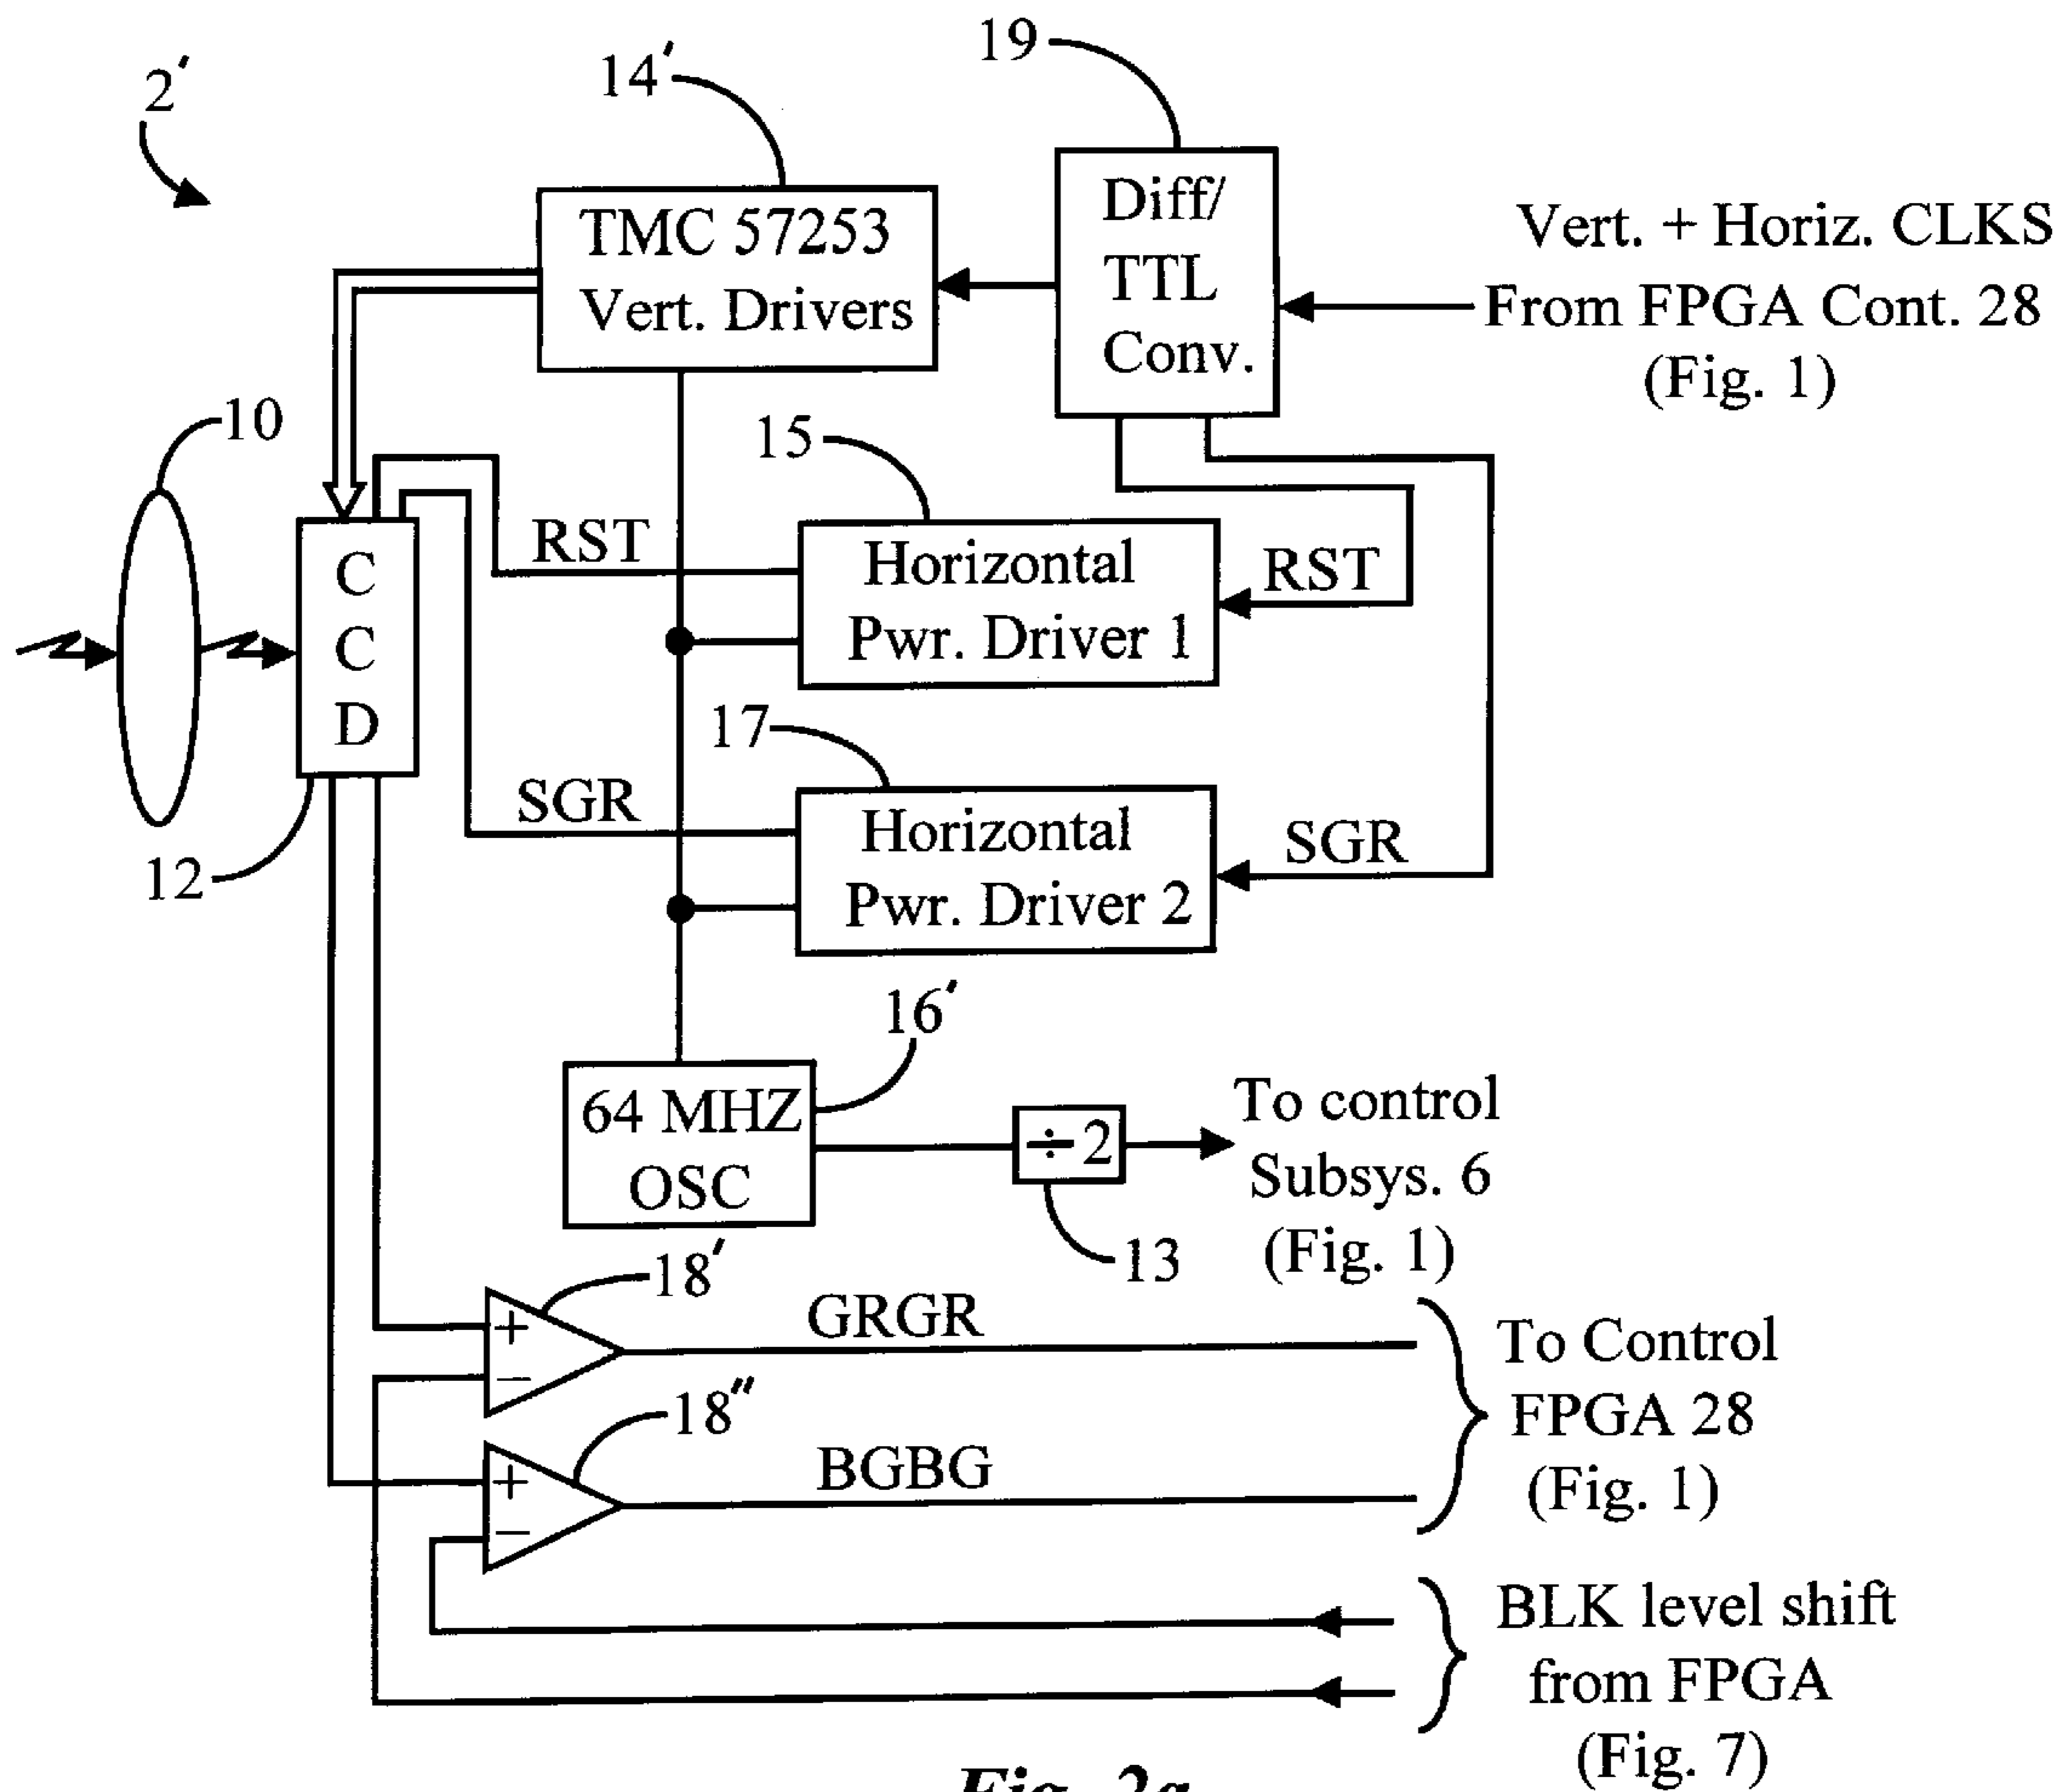 2′
14′
19
TMC 57253
Vert. Drivers
Diff/
TTL
Conv.
Vert. + Horiz. CLKS
From FPGA Cont. 28
(Fig. 1)
10
15
C
C
D
RST
Horizontal
Pwr. Driver 1
RST
17
12
SGR
Horizontal
Pwr. Driver 2
SGR
16′
64 MHZ
OSC
÷ 2
To control
Subsys. 6
(Fig. 1)
13
18′
+
−
GRGR
18″
+
−
BGBG
To Control
FPGA 28
(Fig. 1)
BLK level shift
from FPGA
(Fig. 7)
Fig. 2a